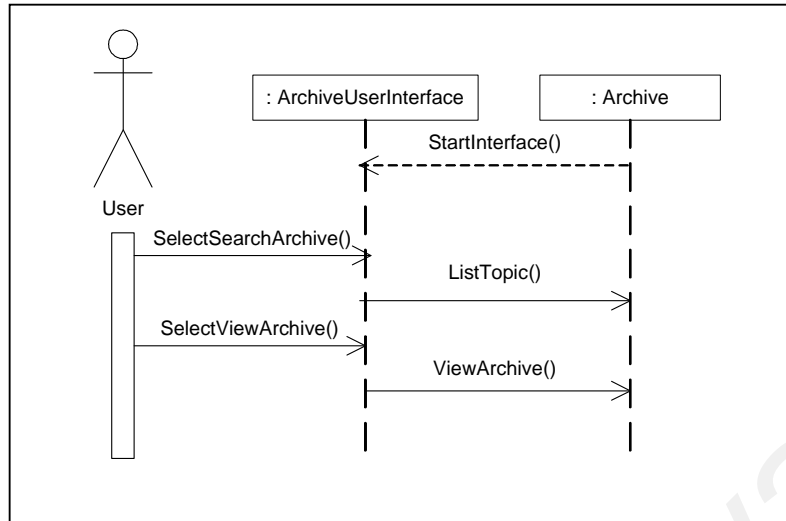 : ArchiveUserInterface
: Archive
StartInterface()
User
SelectSearchArchive()
ListTopic()
SelectViewArchive()
ViewArchive()